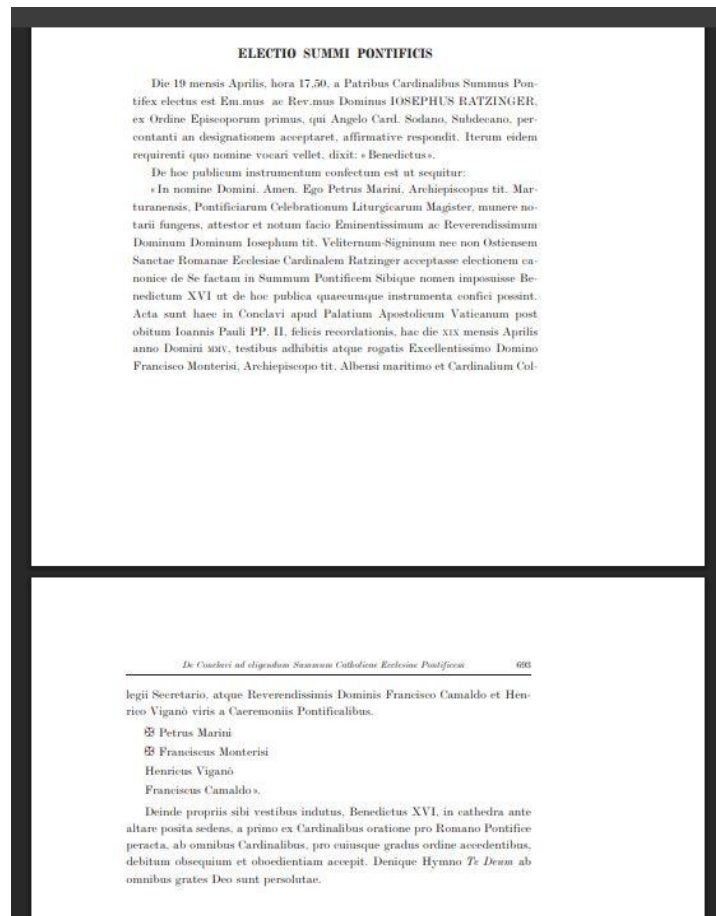 ELECTIO SUMMI PONTIFICIS
Die 19 mensis Aprilis, hora 17,50, a Patribus Cardinalibus Summus Pon-
tifex electus est Em.mus ac Rev.mus Dominus IOSEPHUS RATZINGER,
ex Ordine Episcoporum primus, qui Angelo Card. Sodano, Subdecano, per-
contanti an designationem acceptaret, affirmative respondit. Iterum eidem
requirenti quo nomine vocari vellet, dixit: «Benedictus».
De hoc publicum instrumentum confectum est ut sequitur:
«In nomine Domini. Amen. Ego Petrus Marini, Archiepiscopus tit. Mar-
turanensis, Pontificiarum Celebrationum Liturgicarum Magister, munere no-
tarii fungens, attestor et notum facio Eminentissimum ac Reverendissimum
Dominum Dominum Iosephum tit. Veliternum-Signinum nec non Ostiensem
Sanctae Romanae Ecclesiae Cardinalem Ratzinger acceptasse electionem ca-
nonice de Se factam in Summum Pontificem Sibique nomen imposuisse Be-
nedictum XVI ut de hoc publica quaecumque instrumenta confici possint.
Acta sunt haec in Conclavi apud Palatium Apostolicum Vaticanum post
obitum Ioannis Pauli PP. II, felicis recordationis, hac die XIX mensis Aprilis
anno Domini MMV, testibus adhibitis atque rogatis Excellentissimo Domino
Francisco Monterisi, Archiepiscopo tit. Albensi maritimo et Cardinalium Col-
De Conclavi ad eligendum Summum Catholicae Ecclesiae Pontificem 693
legii Secretario, atque Reverendissimis Dominis Francisco Camaldo et Hen-
rico Viganò viris a Caeremoniis Pontificalibus.
✠ Petrus Marini
✠ Franciscus Monterisi
Henricus Viganò
Franciscus Camaldo».
Deinde propriis sibi vestibus indutus, Benedictus XVI, in cathedra ante
altare posita sedens, a primo ex Cardinalibus oratione pro Romano Pontifice
peracta, ab omnibus Cardinalibus, pro cuiusque gradus ordine accedentibus,
debitum obsequium et oboedientiam accepit. Denique Hymno Te Deum ab
omnibus grates Deo sunt persolutae.